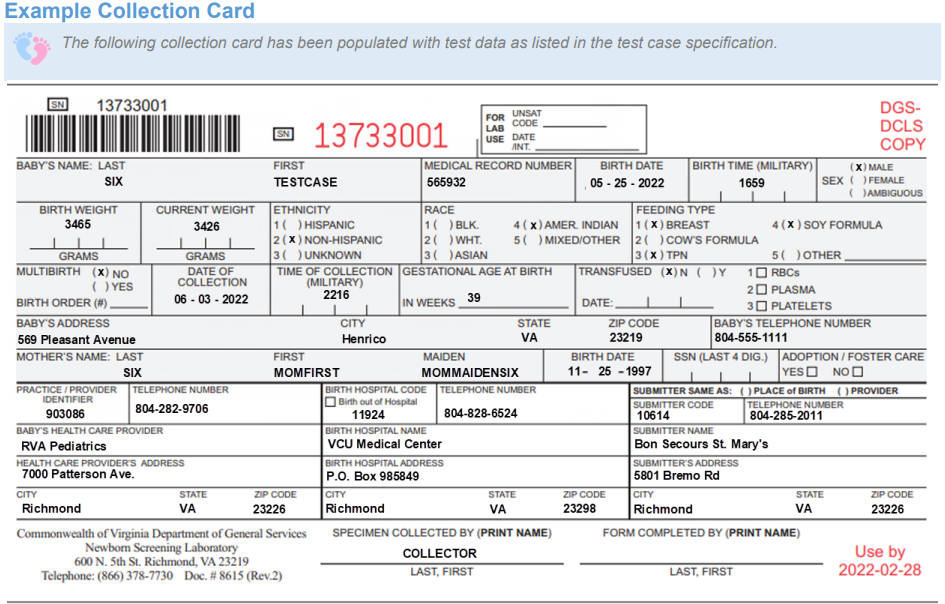 Example Collection Card
The following collection card has been populated with test data as listed in the test case specification.
SN 13733001
SN 13733001
FOR LAB USE
UNSAT CODE
DATE /INT.
DGS-
DCLS
COPY
BABY'S NAME: LAST FIRST MEDICAL RECORD NUMBER BIRTH DATE BIRTH TIME (MILITARY) SEX (X) MALE
SIX TESTCASE 565932 05 - 25 - 2022 1659 ( ) FEMALE
( ) AMBIGUOUS
BIRTH WEIGHT CURRENT WEIGHT ETHNICITY RACE FEEDING TYPE
3465 3426 1 ( ) HISPANIC 1 ( ) BLK. 4 (X) AMER. INDIAN 1 (X) BREAST 4 (X) SOY FORMULA
2 (X) NON-HISPANIC 2 ( ) WHT. 5 ( ) MIXED/OTHER 2 ( ) COW'S FORMULA
GRAMS GRAMS 3 ( ) UNKNOWN 3 ( ) ASIAN 3 (X) TPN 5 ( ) OTHER
MULTIBIRTH (X) NO DATE OF TIME OF COLLECTION GESTATIONAL AGE AT BIRTH TRANSFUSED (X) N ( ) Y 1 RBCs
( ) YES COLLECTION (MILITARY) 2 PLASMA
BIRTH ORDER (#) 06 - 03 - 2022 2216 IN WEEKS 39 DATE: 3 PLATELETS
BABY'S ADDRESS CITY STATE ZIP CODE BABY'S TELEPHONE NUMBER
569 Pleasant Avenue Henrico VA 23219 804-555-1111
MOTHER'S NAME: LAST FIRST MAIDEN BIRTH DATE SSN (LAST 4 DIG.) ADOPTION / FOSTER CARE
SIX MOMFIRST MOMMAIDENSIX 11- 25 -1997 YES NO
PRACTICE / PROVIDER IDENTIFIER TELEPHONE NUMBER BIRTH HOSPITAL CODE TELEPHONE NUMBER SUBMITTER SAME AS: ( ) PLACE of BIRTH ( ) PROVIDER
Birth out of Hospital SUBMITTER CODE TELEPHONE NUMBER
903086 804-282-9706 11924 804-828-6524 10614 804-285-2011
BABY'S HEALTH CARE PROVIDER BIRTH HOSPITAL NAME SUBMITTER NAME
RVA Pediatrics VCU Medical Center Bon Secours St. Mary's
HEALTH CARE PROVIDER'S ADDRESS BIRTH HOSPITAL ADDRESS SUBMITTER'S ADDRESS
7000 Patterson Ave. P.O. Box 985849 5801 Bremo Rd
CITY STATE ZIP CODE CITY STATE ZIP CODE CITY STATE ZIP CODE
Richmond VA 23226 Richmond VA 23298 Richmond VA 23226
Commonwealth of Virginia Department of General Services
Newborn Screening Laboratory
600 N. 5th St. Richmond, VA 23219
Telephone: (866) 378-7730 Doc. # 8615 (Rev.2)
SPECIMEN COLLECTED BY (PRINT NAME)
COLLECTOR
LAST, FIRST
FORM COMPLETED BY (PRINT NAME)
LAST, FIRST
Use by
2022-02-28